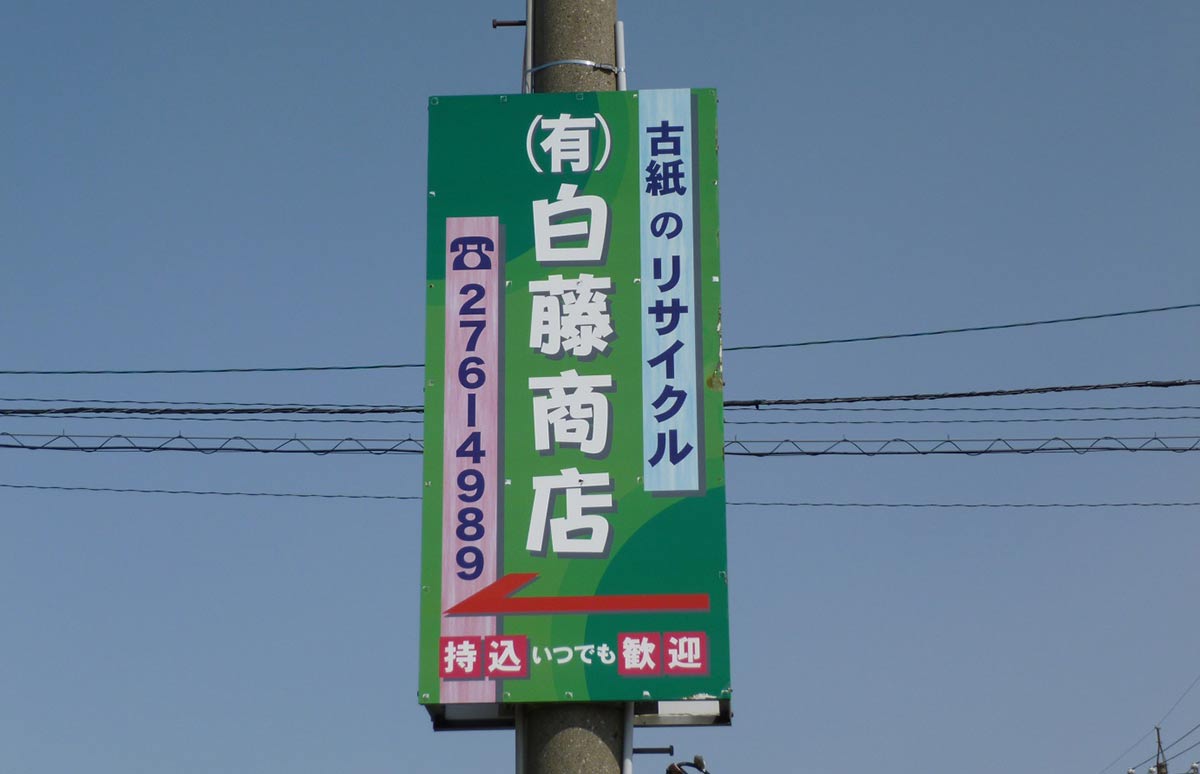 古紙のリサイクル
(有)白藤商店
☎276-4989
持込いつでも歓迎